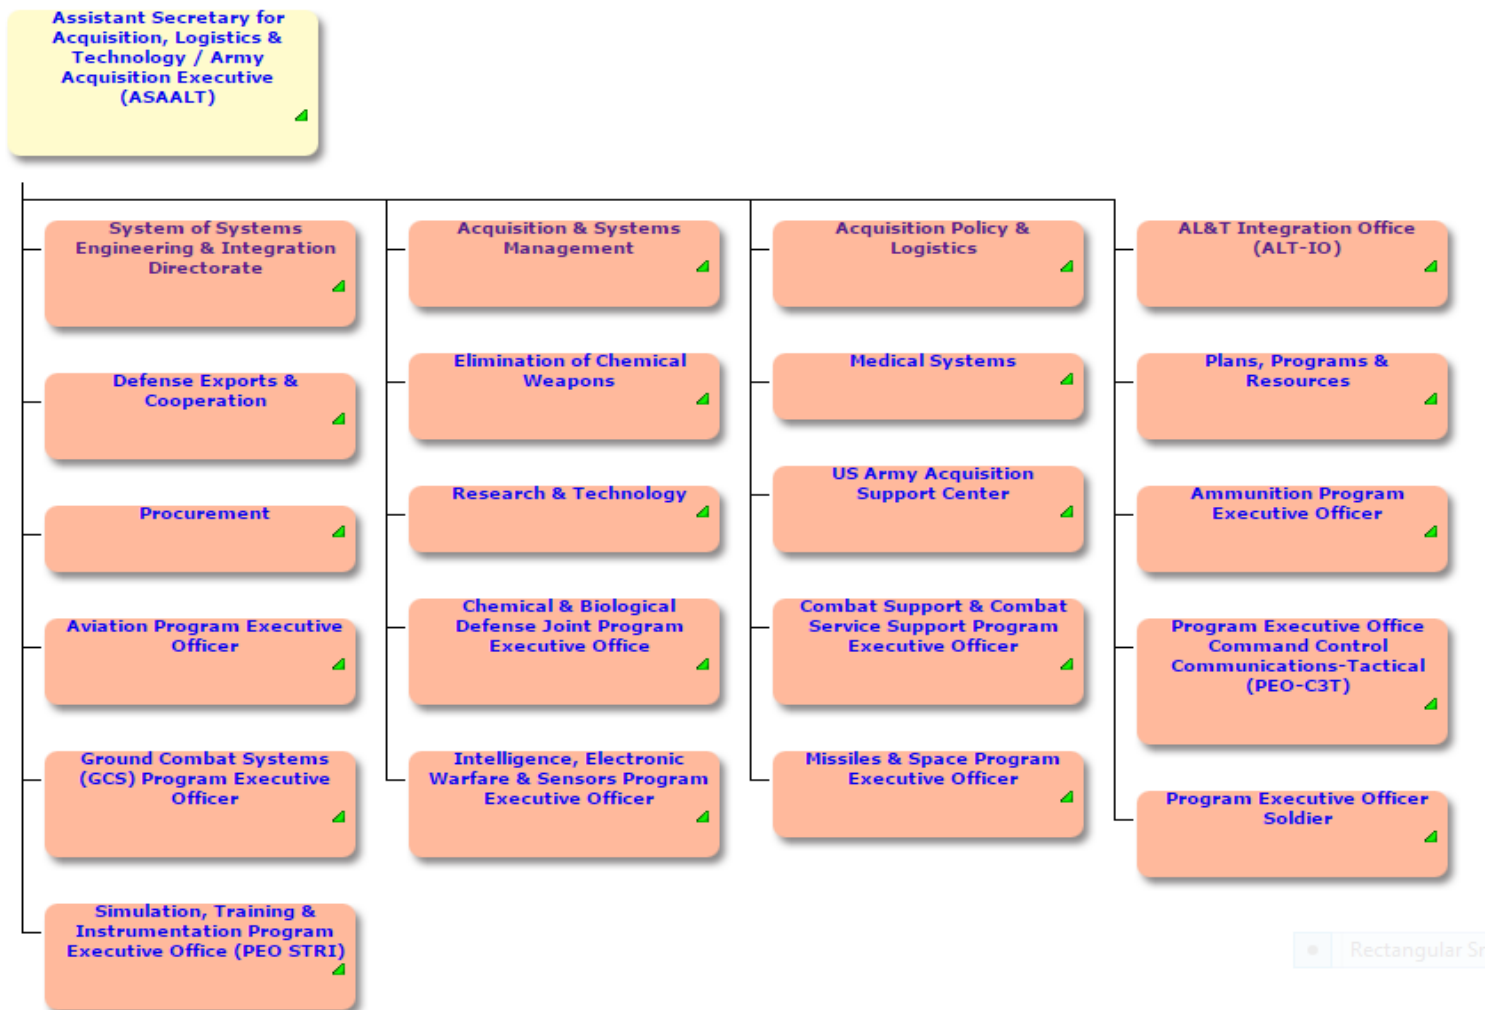 Assistant Secretary for
Acquisition, Logistics &
Technology / Army
Acquisition Executive
(ASAALT)
System of Systems
Engineering & Integration
Directorate
Acquisition & Systems
Management
Acquisition Policy &
Logistics
AL&T Integration Office
(ALT-IO)
Defense Exports &
Cooperation
Elimination of Chemical
Weapons
Medical Systems
Plans, Programs &
Resources
Procurement
Research & Technology
US Army Acquisition
Support Center
Ammunition Program
Executive Officer
Aviation Program Executive
Officer
Chemical & Biological
Defense Joint Program
Executive Office
Combat Support & Combat
Service Support Program
Executive Officer
Program Executive Office
Command Control
Communications-Tactical
(PEO-C3T)
Ground Combat Systems
(GCS) Program Executive
Officer
Intelligence, Electronic
Warfare & Sensors Program
Executive Officer
Missiles & Space Program
Executive Officer
Program Executive Officer
Soldier
Simulation, Training &
Instrumentation Program
Executive Office (PEO STRI)
Rectangular